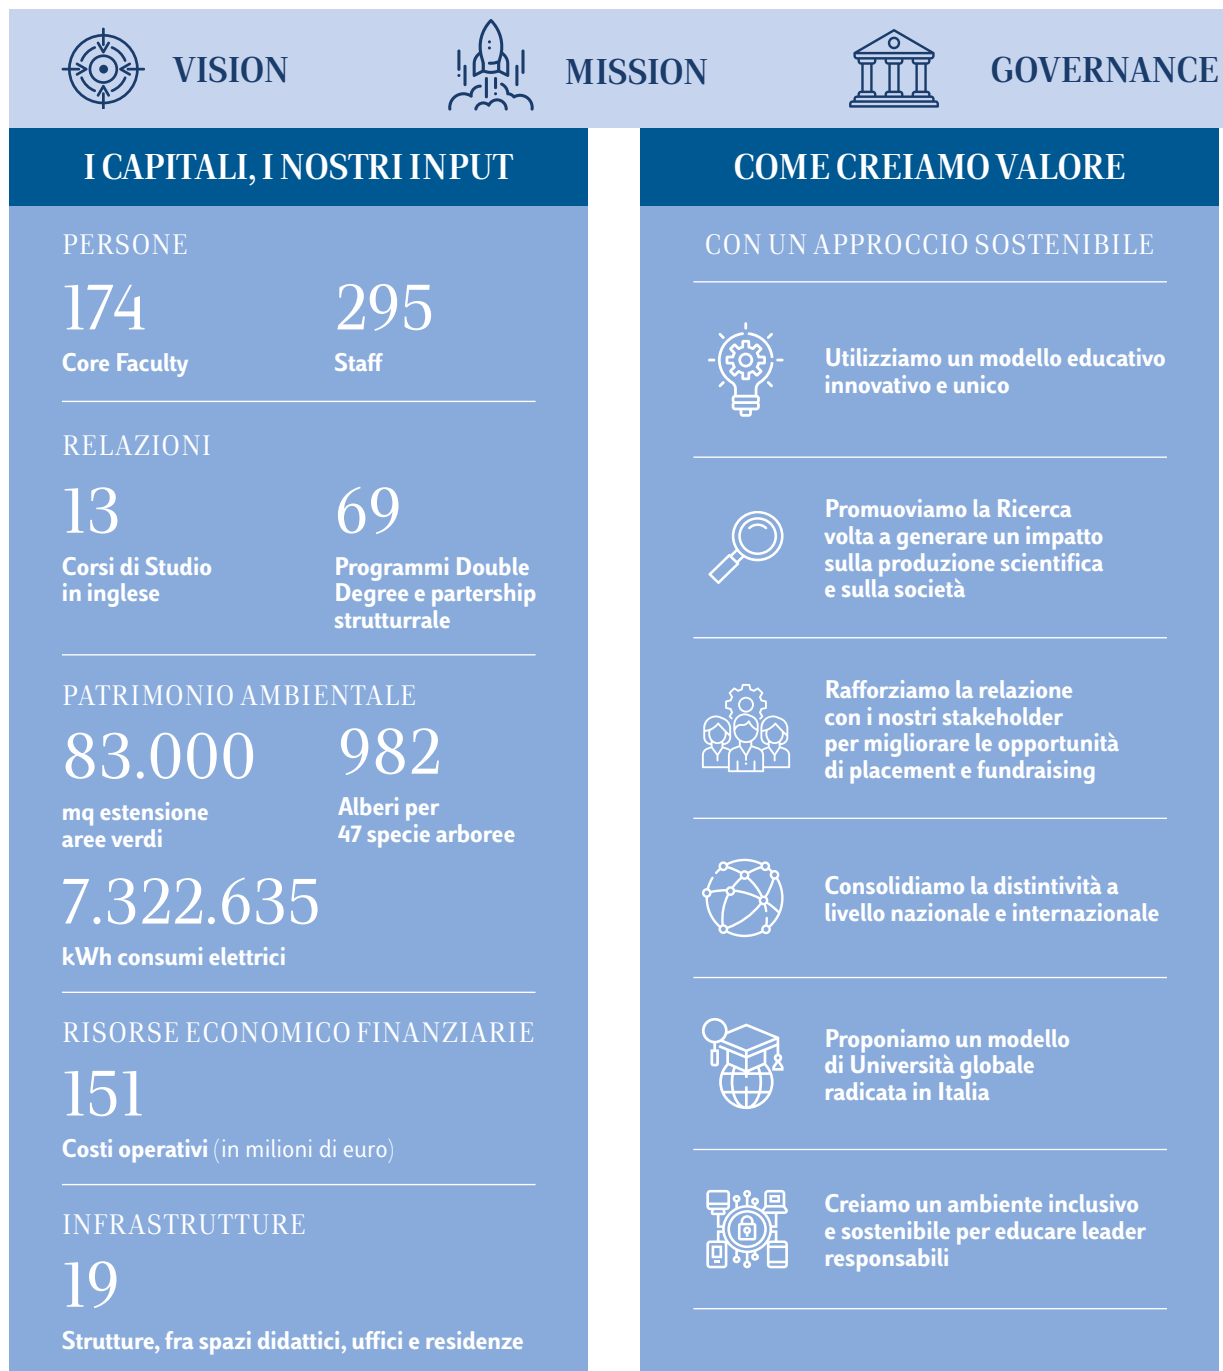 VISION
MISSION
GOVERNANCE
I CAPITALI, I NOSTRI INPUT
PERSONE
174
Core Faculty
295
Staff
RELAZIONI
13
Corsi di Studio
in inglese
69
Programmi Double
Degree e partership
strutturrale
PATRIMONIO AMBIENTALE
83.000
mq estensione
aree verdi
982
Alberi per
47 specie arboree
7.322.635
kWh consumi elettrici
RISORSE ECONOMICO FINANZIARIE
151
Costi operativi (in milioni di euro)
INFRASTRUTTURE
19
Strutture, fra spazi didattici, uffici e residenze
COME CREIAMO VALORE
CON UN APPROCCIO SOSTENIBILE
Utilizziamo un modello educativo
innovativo e unico
Promuoviamo la Ricerca
volta a generare un impatto
sulla produzione scientifica
e sulla società
Rafforziamo la relazione
con i nostri stakeholder
per migliorare le opportunità
di placement e fundraising
Consolidiamo la distintività a
livello nazionale e internazionale
Proponiamo un modello
di Università globale
radicata in Italia
Creiamo un ambiente inclusivo
e sostenibile per educare leader
responsabili